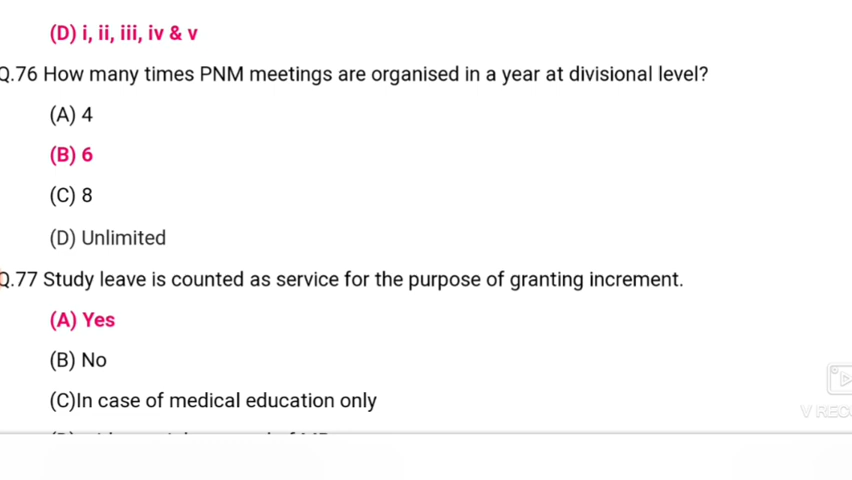 (D) i, ii, iii, iv & v
Q.76 How many times PNM meetings are organised in a year at divisional level?
(A) 4
(B) 6
(C) 8
(D) Unlimited
Q.77 Study leave is counted as service for the purpose of granting increment.
(A) Yes
(B) No
(C)In case of medical education only
V RECO